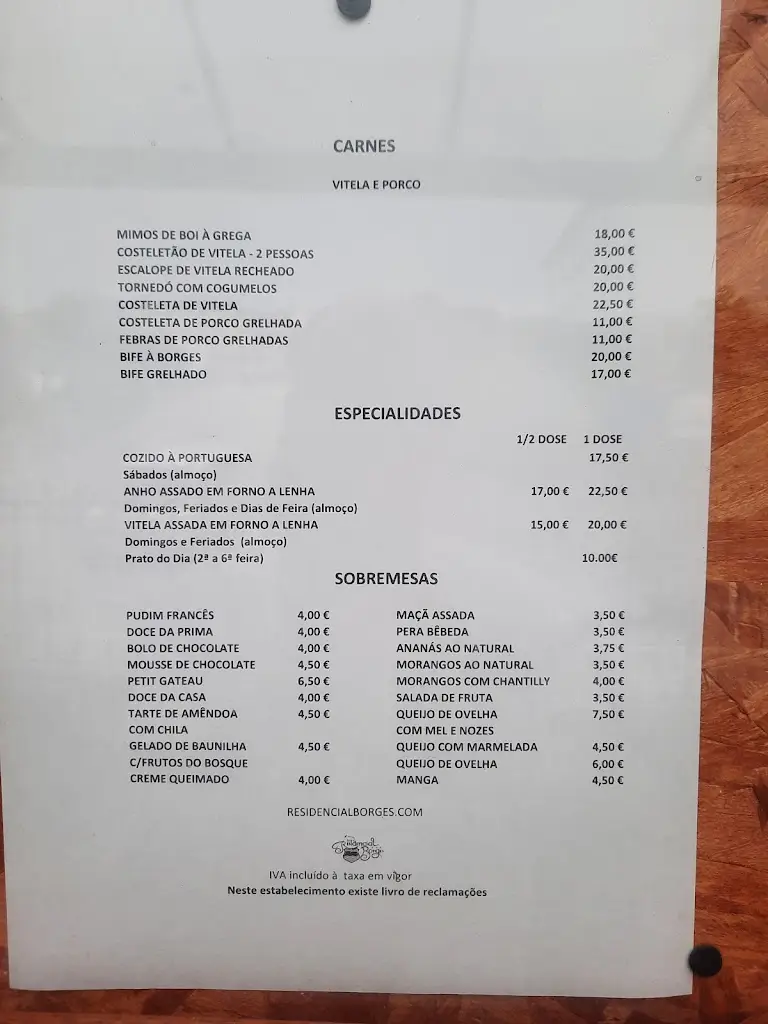 CARNES
VITELA E PORCO
MIMOS DE BOI À GREGA 18,00 €
COSTELETÃO DE VITELA - 2 PESSOAS 35,00 €
ESCALOPE DE VITELA RECHEADO 20,00 €
TORNEDÓ COM COGUMELOS 20,00 €
COSTELETA DE VITELA 22,50 €
COSTELETA DE PORCO GRELHADA 11,00 €
FEBRAS DE PORCO GRELHADAS 11,00 €
BIFE À BORGES 20,00 €
BIFE GRELHADO 17,00 €
ESPECIALIDADES
1/2 DOSE 1 DOSE
COZIDO À PORTUGUESA 17,50 €
Sábados (almoço)
ANHO ASSADO EM FORNO A LENHA 17,00 € 22,50 €
Domingos, Feriados e Dias de Feira (almoço)
VITELA ASSADA EM FORNO A LENHA 15,00 € 20,00 €
Domingos e Feriados (almoço)
Prato do Dia (2ª a 6ª feira) 10.00€
SOBREMESAS
PUDIM FRANCÊS 4,00 € MAÇÃ ASSADA 3,50 €
DOCE DA PRIMA 4,00 € PERA BÊBEDA 3,50 €
BOLO DE CHOCOLATE 4,00 € ANANÁS AO NATURAL 3,75 €
MOUSSE DE CHOCOLATE 4,50 € MORANGOS AO NATURAL 3,50 €
PETIT GATEAU 6,50 € MORANGOS COM CHANTILLY 4,00 €
DOCE DA CASA 4,00 € SALADA DE FRUTA 3,50 €
TARTE DE AMÊNDOA 4,50 € QUEIJO DE OVELHA 7,50 €
COM CHILA COM MEL E NOZES
GELADO DE BAUNILHA 4,50 € QUEIJO COM MARMELADA 4,50 €
C/FRUTOS DO BOSQUE QUEIJO DE OVELHA 6,00 €
CREME QUEIMADO 4,00 € MANGA 4,50 €
RESIDENCIALBORGES.COM
Residencial Borges
IVA incluído à taxa em vigor
Neste estabelecimento existe livro de reclamações